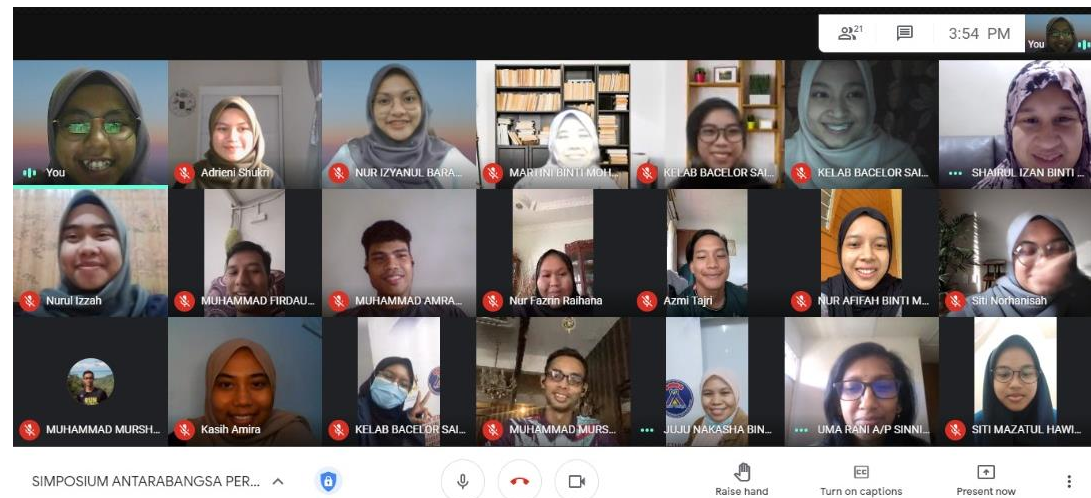 21
3:54 PM
You
You
Adrieni Shukri
NUR IZYANUL BARA...
MARTINI BINTI MOH...
KELAB BACELOR SAI...
KELAB BACELOR SAI...
SHAIRUL IZAN BINTI ...
Nurul Izzah
MUHAMMAD FIRDAU...
MUHAMMAD AMRA...
Nur Fazrin Raihana
Azmi Tajri
NUR AFIFAH BINTI M...
Siti Norhanisah
MUHAMMAD MURSH...
Kasih Amira
KELAB BACELOR SAI...
MUHAMMAD MURS...
JUJU NAKASHA BIN...
UMA RANI A/P SINNI...
SITI MAZATUL HAWI...
SIMPOSIUM ANTARABANGSA PER...
Raise hand
CC
Turn on captions
Present now